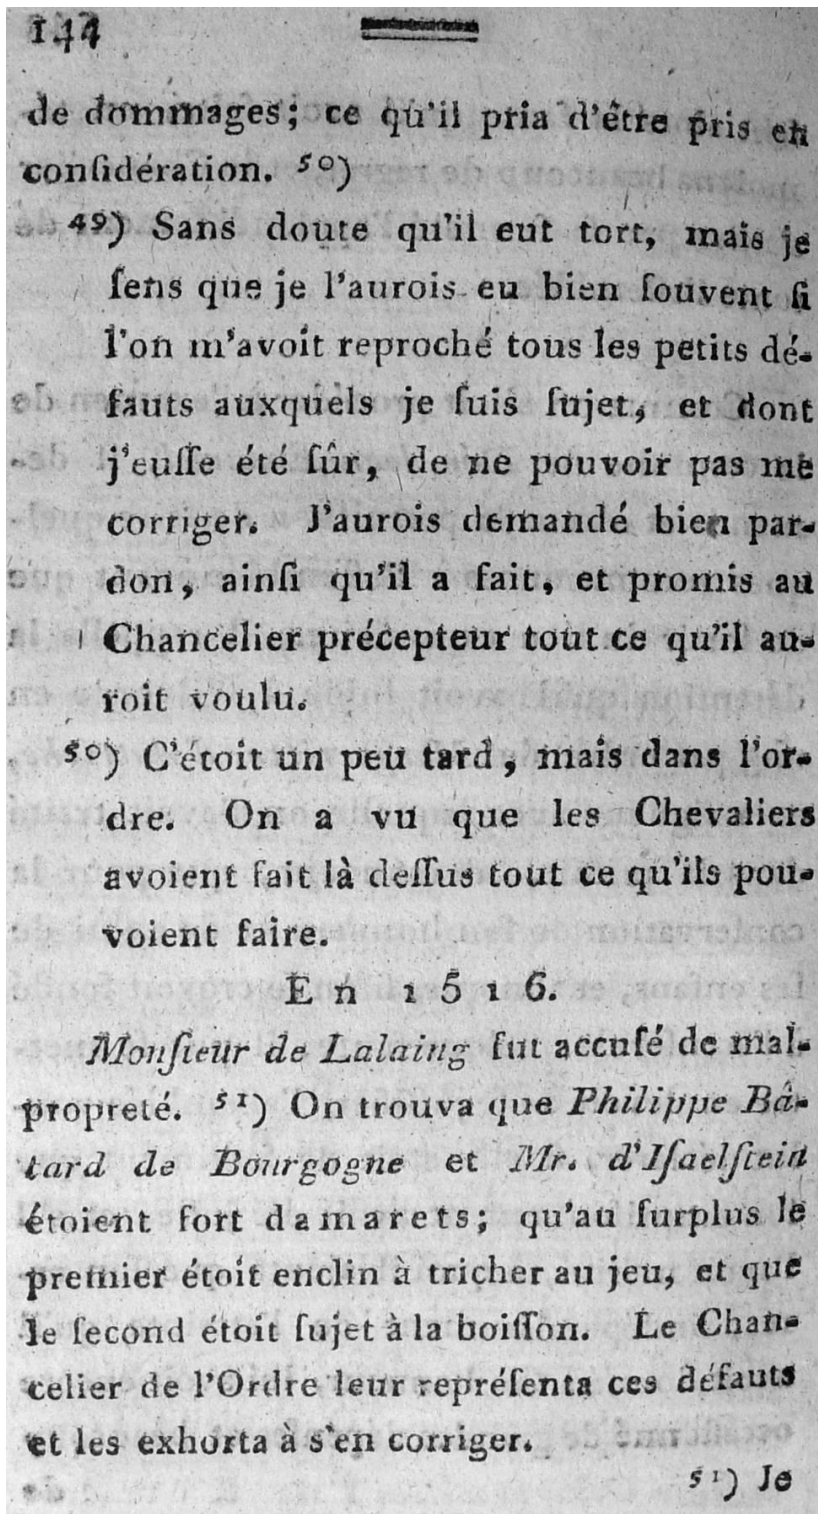 144
de dommages; ce qu'il pria d'être pris en
conſidération. 50)
49) Sans doute qu'il eut tort, mais je
ſens que je l'aurois eu bien ſouvent ſi
l'on m'avoit reproché tous les petits dé-
fauts auxquels je ſuis ſujet, et dont
j'euſſe été ſûr, de ne pouvoir pas me
corriger. J'aurois demandé bien par-
don, ainſi qu'il a fait, et promis au
Chancelier précepteur tout ce qu'il au-
roit voulu.
50) C'étoit un peu tard, mais dans l'or-
dre. On a vu que les Chevaliers
avoient fait là deſſus tout ce qu'ils pou-
voient faire.
En 1516.
Monſieur de Lalaing fut accuſé de mal-
propreté. 51) On trouva que Philippe Bâ-
tard de Bourgogne et Mr. d'Iſaelſtein
étoient fort damarets; qu'au ſurplus le
premier étoit enclin à tricher au jeu, et que
le ſecond étoit ſujet à la boiſſon. Le Chan-
celier de l'Ordre leur repréſenta ces défauts
et les exhorta à s'en corriger.
51) Je